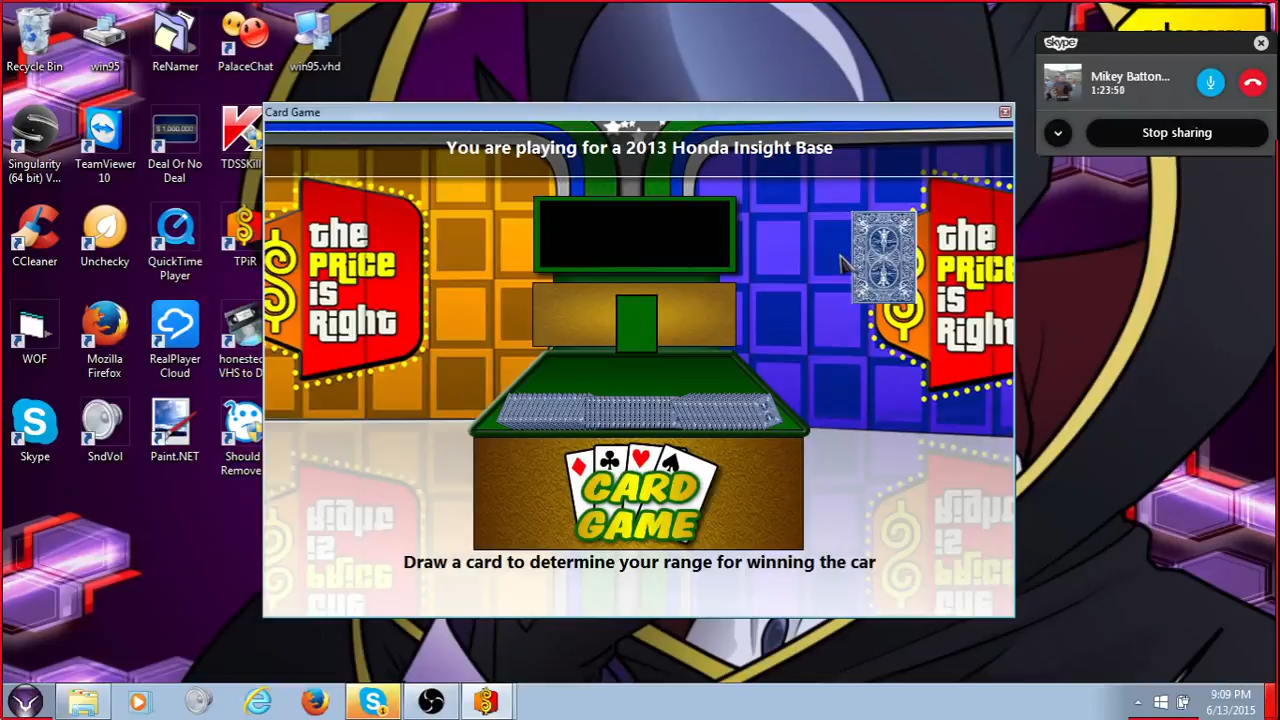 Recycle Bin
win95
ReNamer
PalaceChat
win95.vhd
Singularity
(64 bit) V...
TeamViewer
10
Deal Or No
Deal
$ 1,000,000
TDSSKill
CCleaner
Unchecky
QuickTime
Player
TPiR
WOF
Mozilla
Firefox
RealPlayer
Cloud
honested
VHS to D
Skype
SndVol
Paint.NET
Should
Remove
Card Game
You are playing for a 2013 Honda Insight Base
the
PRiCE
is
Right
the
PRiCE
is
Right
CARD
GAME
Draw a card to determine your range for winning the car
skype
Mikey Batton...
1:23:50
Stop sharing
9:09 PM
6/13/2015